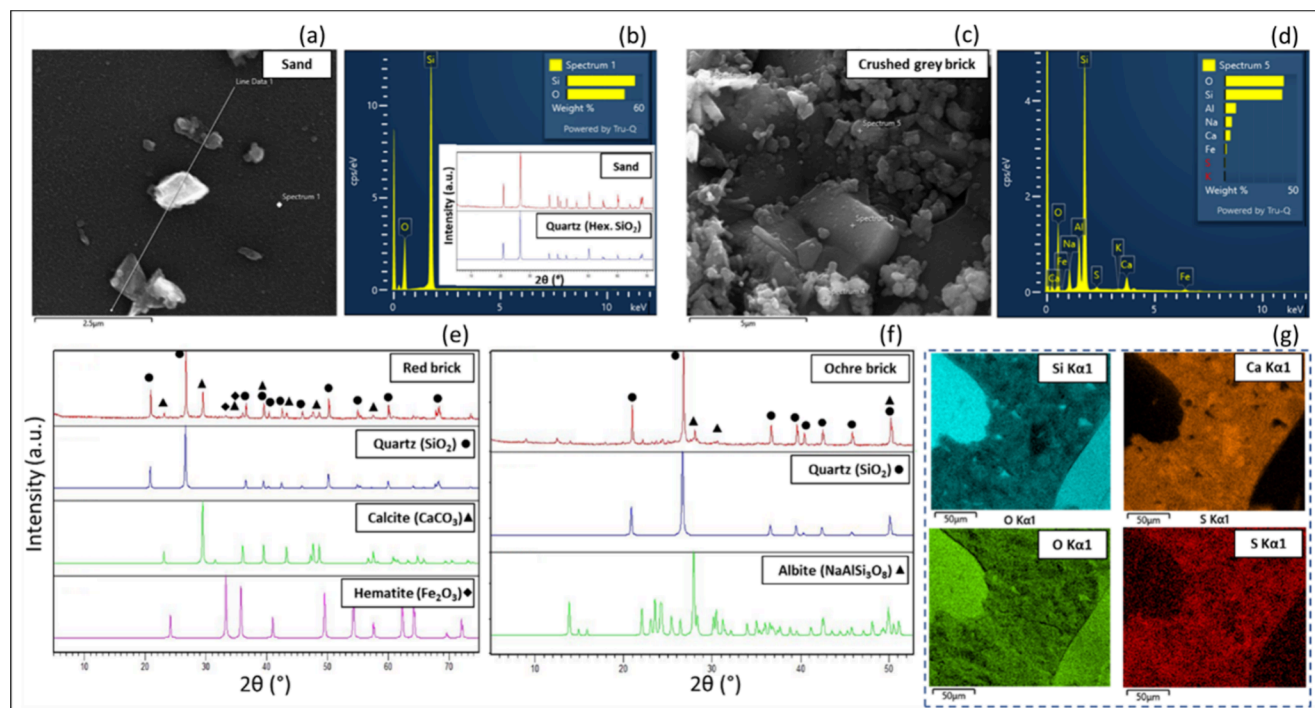 (a)
Sand
Line Data 1
Spectrum 1
2.5µm
(b)
Si
Spectrum 1
Si
O
Weight % 60
Powered by Tru-Q
cps/eV
10
5
0
O
0 10 keV
Sand
Quartz (Hex. SiO₂)
Intensity (a.u.)
2θ (°)
(c)
Crushed grey brick
Spectrum 5
Spectrum 3
5µm
(d)
Si
Spectrum 5
O
Si
Al
Na
Ca
Fe
Weight % 50
Powered by Tru-Q
cps/eV
4
2
0
O
Al
Na
Fe
Ca
S
K
Ca
Fe
0 5 10 keV
(e)
Red brick
Quartz (SiO₂) ●
Calcite (CaCO₃) ▲
Hematite (Fe₂O₃) ◆
Intensity (a.u.)
10 20 30 40 50 60 70
2θ (°)
(f)
Ochre brick
Quartz (SiO₂) ●
Albite (NaAlSi₃O₈) ▲
10 20 30 40 50
2θ (°)
(g)
Si Kα1
Ca Kα1
50µm
50µm
O Kα1
S Kα1
O Kα1
S Kα1
50µm
50µm